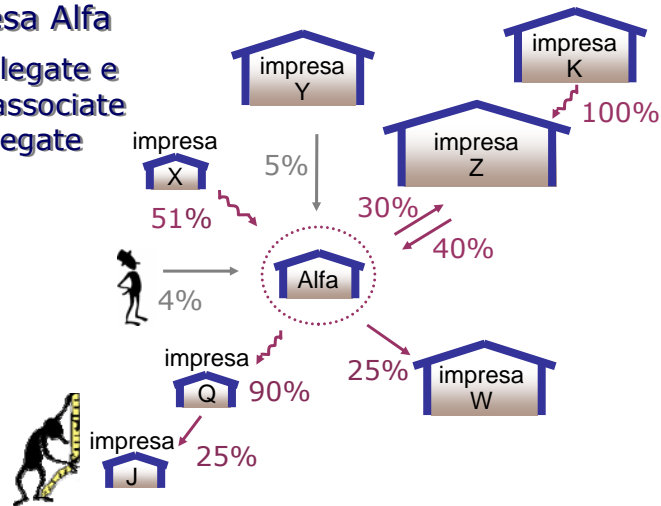 esa Alfa
legate e
associate
egate
impresa
Y
impresa
K
100%
impresa
Z
impresa
X
5%
51%
30%
40%
4%
Alfa
impresa
Q
90%
25%
impresa
W
impresa
J
25%